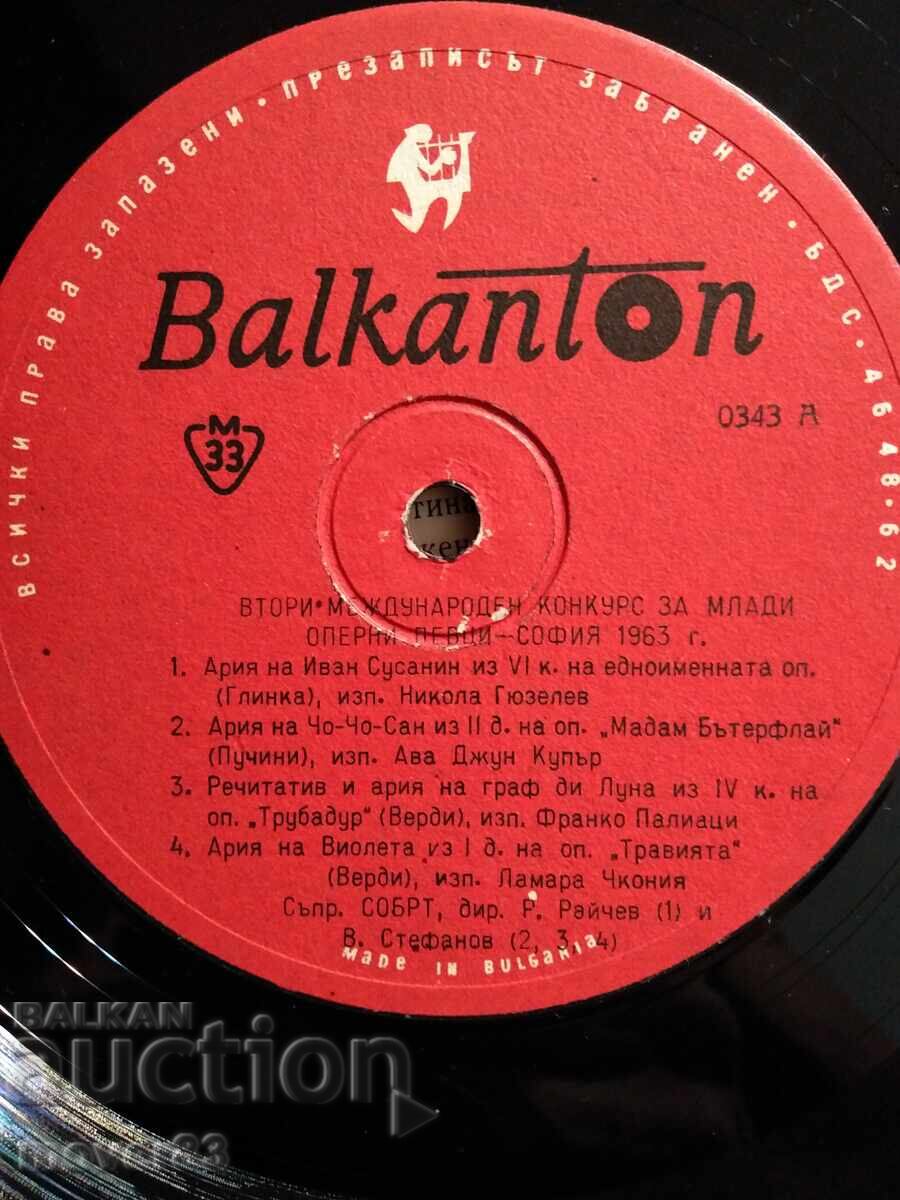 ВСИЧКИ ПРАВА ЗАПАЗЕНИ · ПРЕЗАПИСЪТ ЗАБРАНЕН · БДС · 4648-62
Balkanton
М
33
0343 А
тина
кен
ВТОРИ МЕЖДУНАРОДЕН КОНКУРС ЗА МЛАДИ
ОПЕРНИ ПЕВЦИ—СОФИЯ 1963 г.
1. Ария на Иван Сусанин из VI к. на едноименната оп.
(Глинка), изп. Никола Гюзелев
2. Ария на Чо-Чо-Сан из II д. на оп. „Мадам Бътерфлай“
(Пучини), изп. Ава Джун Купър
3. Речитатив и ария на граф ди Луна из IV к. на
оп. „Трубадур“ (Верди), изп. Франко Палиаци
4. Ария на Виолета из I д. на оп. „Травията“
(Верди), изп. Ламара Чкония
Съпр. СОБРТ, дир. Р. Райчев (1) и
В. Стефанов (2, 3, 4)
MADE IN BULGARIA
BALKAN
auction